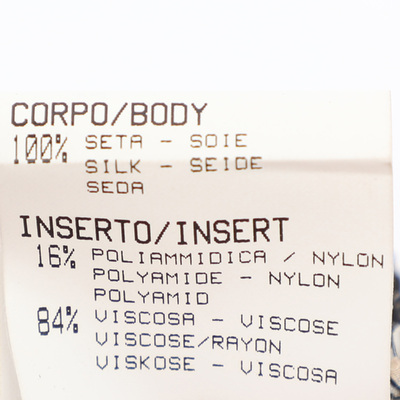 CORPO/BODY
100% SETA - SOIE
SILK - SEIDE
SEDA
INSERTO/INSERT
16% POLIAMMIDICA / NYLON
POLYAMIDE - NYLON
POLYAMID
84% VISCOSA - VISCOSE
VISCOSE/RAYON
VISKOSE - VISCOSA